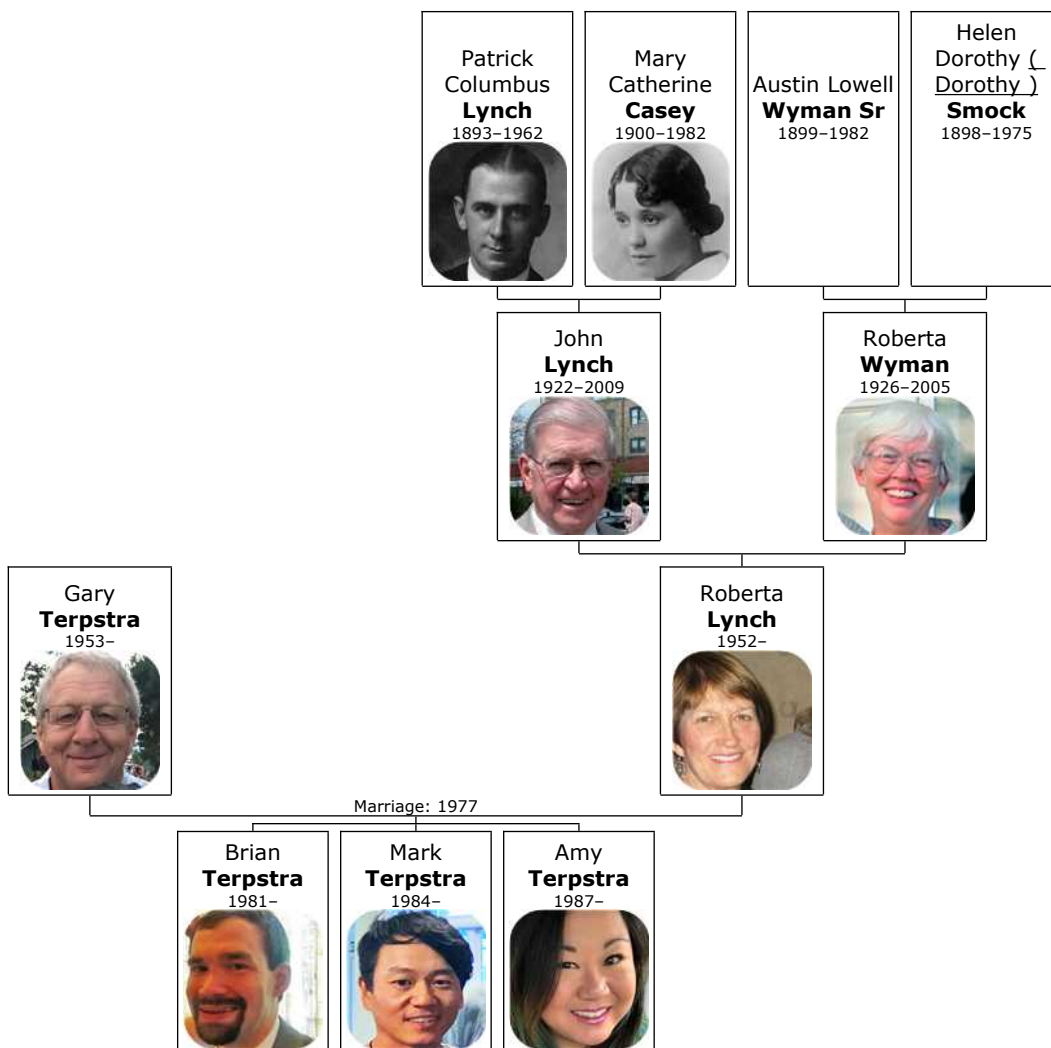 Patrick
Columbus
Lynch
1893–1962
Mary
Catherine
Casey
1900–1982
Austin Lowell
Wyman Sr
1899–1982
Helen
Dorothy (
Dorothy )
Smock
1898–1975
John
Lynch
1922–2009
Roberta
Wyman
1926–2005
Gary
Terpstra
1953–
Roberta
Lynch
1952–
Marriage: 1977
Brian
Terpstra
1981–
Mark
Terpstra
1984–
Amy
Terpstra
1987–